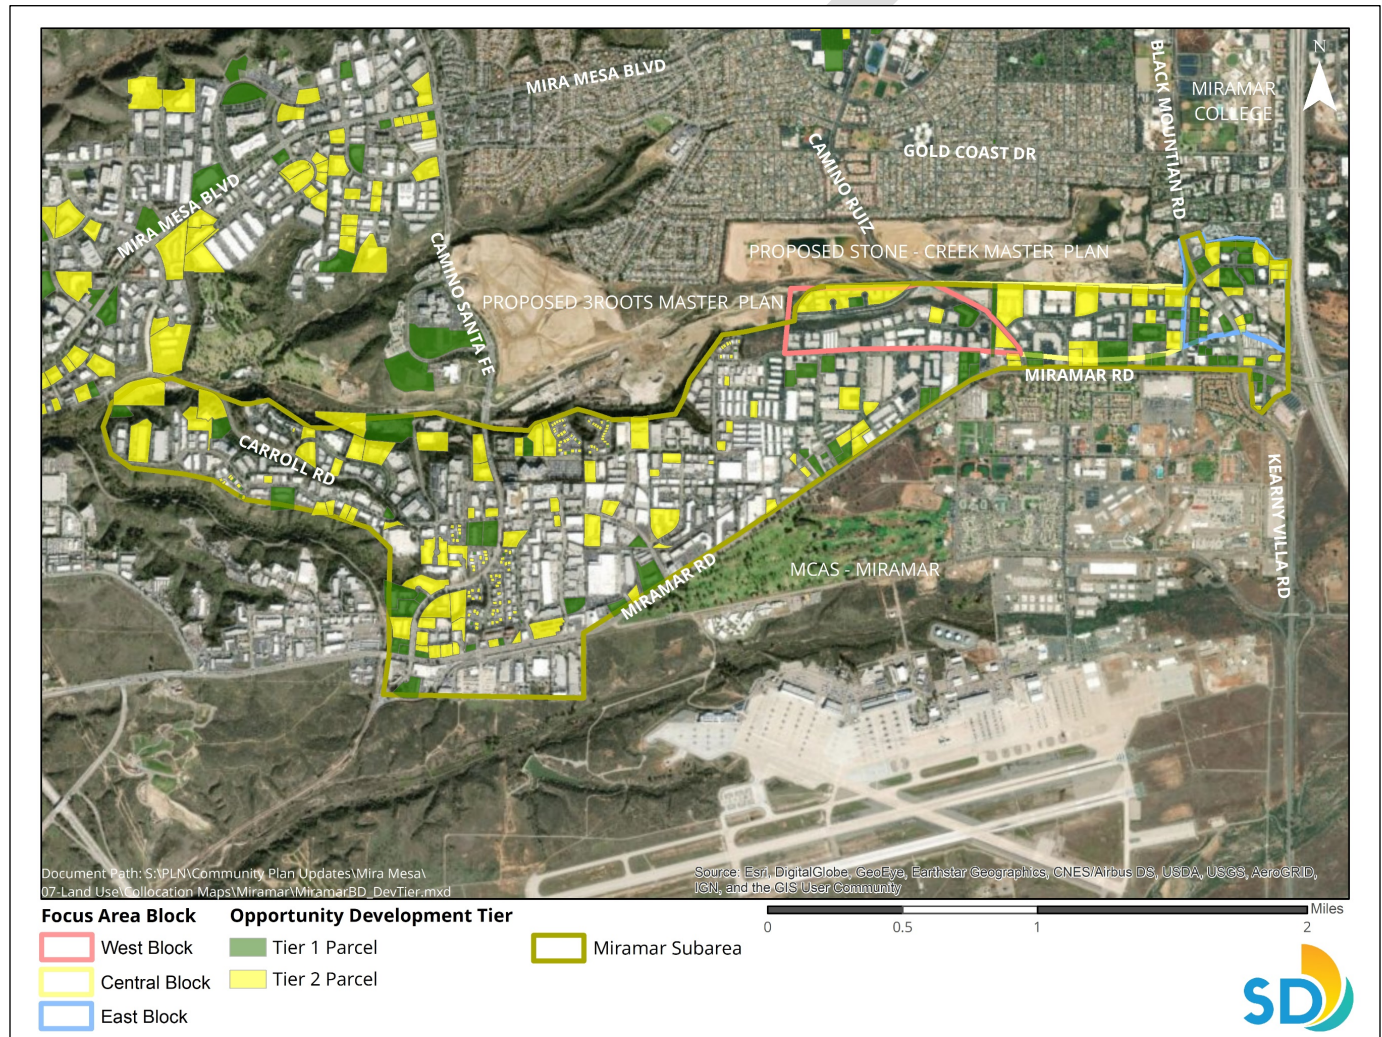 N
MIRA MESA BLVD
BLACK MOUNTIAN RD
MIRAMAR
COLLEGE
CAMINO RUIZ
GOLD COAST DR
MIRA MESA BLVD
CAMINO SANTA FE
PROPOSED STONE - CREEK MASTER PLAN
PROPOSED 3ROOTS MASTER PLAN
MIRAMAR RD
CARROLL RD
KEARNY VILLA RD
MIRAMAR RD
MCAS - MIRAMAR
Document Path: S:\PLN\Community Plan Updates\Mira Mesa\
07-Land Use\Collocation Maps\Miramar\MiramarBD_DevTier.mxd
Source: Esri, DigitalGlobe, GeoEye, Earthstar Geographics, CNES/Airbus DS, USDA, USGS, AeroGRID,
IGN, and the GIS User Community
Focus Area Block
West Block
Central Block
East Block
Opportunity Development Tier
Tier 1 Parcel
Tier 2 Parcel
Miramar Subarea
Miles
0 0.5 1 2
SD